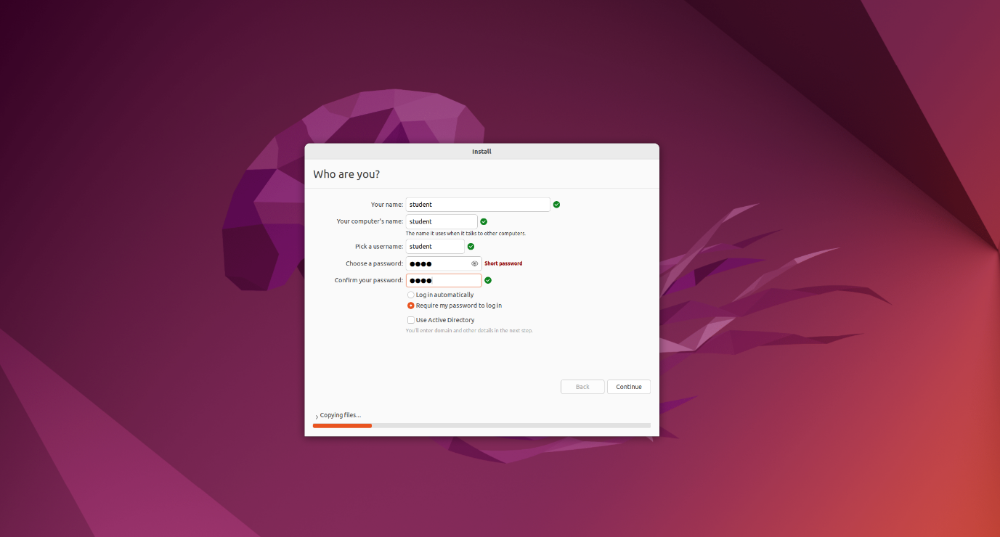 Install
Who are you?
Your name: student
Your computer's name: student
The name it uses when it talks to other computers.
Pick a username: student
Choose a password: ●●●● Short password
Confirm your password: ●●●●
Log in automatically
Require my password to log in
Use Active Directory
You'll enter domain and other details in the next step.
Back Continue
Copying files...